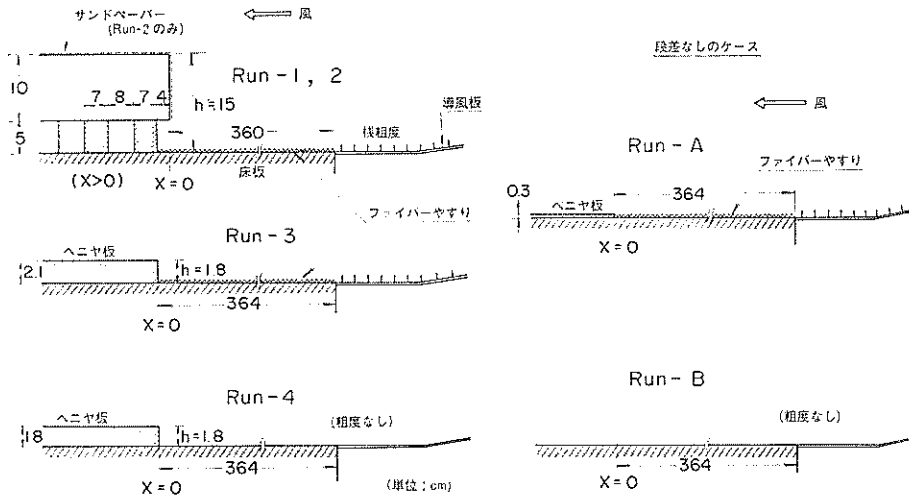 サンドペーパー
(Run-2のみ)
風
Run-1, 2
10
7 8 7 4
h=15
5
360
桟粗度
導風板
(X>0)
X=0
床板
ファイバーやすり
Run-3
ベニヤ板
2.1
h=1.8
364
X=0
Run-4
ベニヤ板
(粗度なし)
1.8
h=1.8
364
X=0
(単位;cm)
段差なしのケース
風
Run-A
ファイバーやすり
0.3
ベニヤ板
364
X=0
Run-B
(粗度なし)
364
X=0